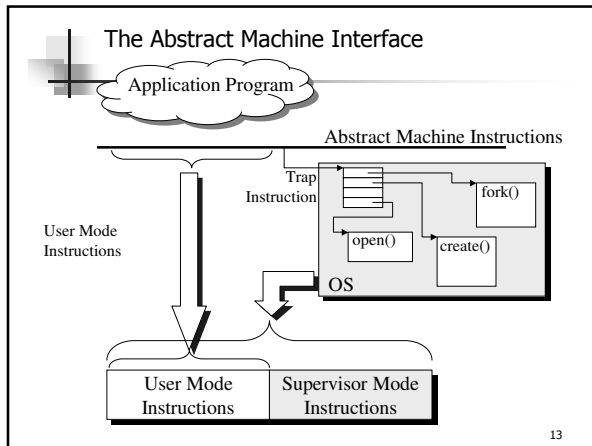 The Abstract Machine Interface
Application Program
Abstract Machine Instructions
Trap
Instruction
fork()
open()
create()
User Mode
Instructions
OS
User Mode
Instructions
Supervisor Mode
Instructions
13